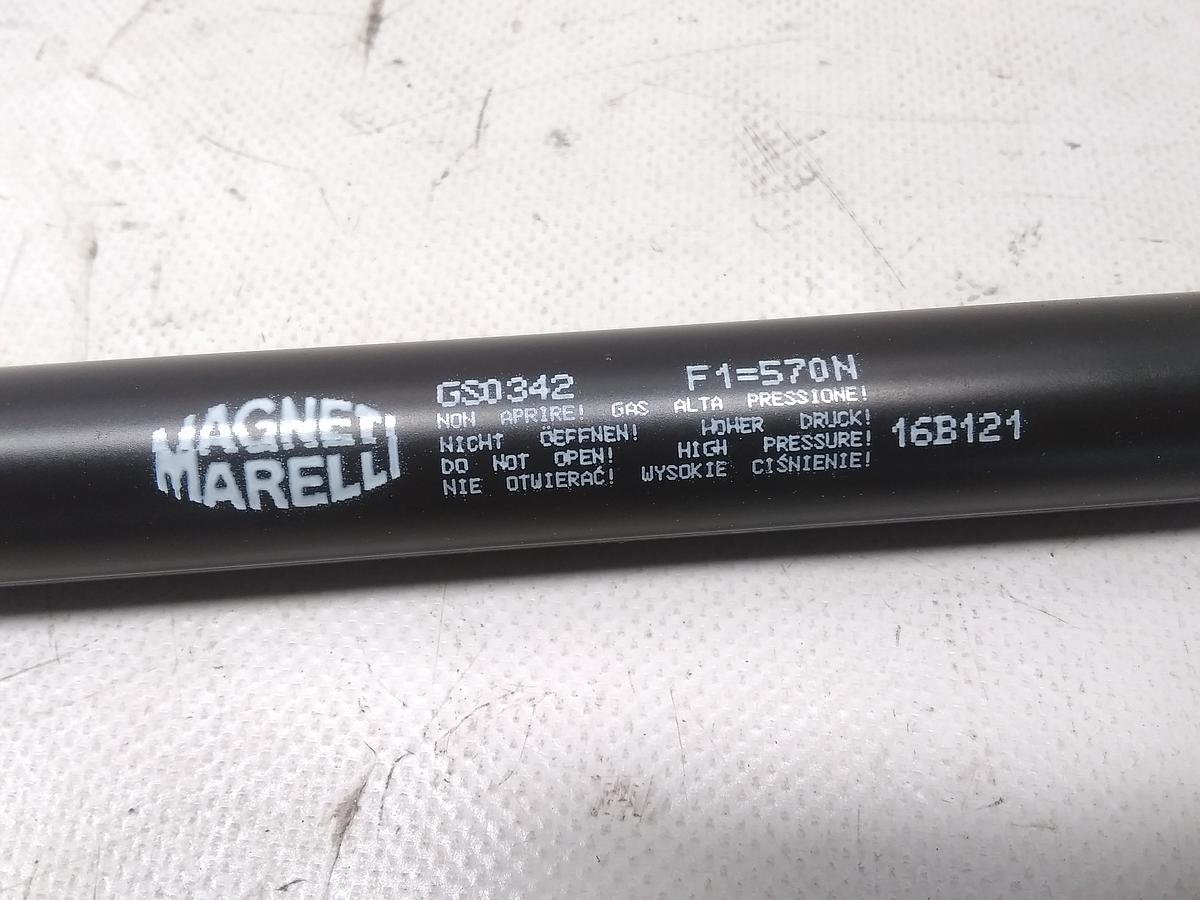 MAGNETI
MARELLI
GS0342 F1=570N
NON APRIRE! GAS ALTA PRESSIONE!
NICHT OEFFNEN! HOHER DRUCK!
DO NOT OPEN! HIGH PRESSURE!
NIE OTWIERAĆ! WYSOKIE CIŚNIENIE!
16B121